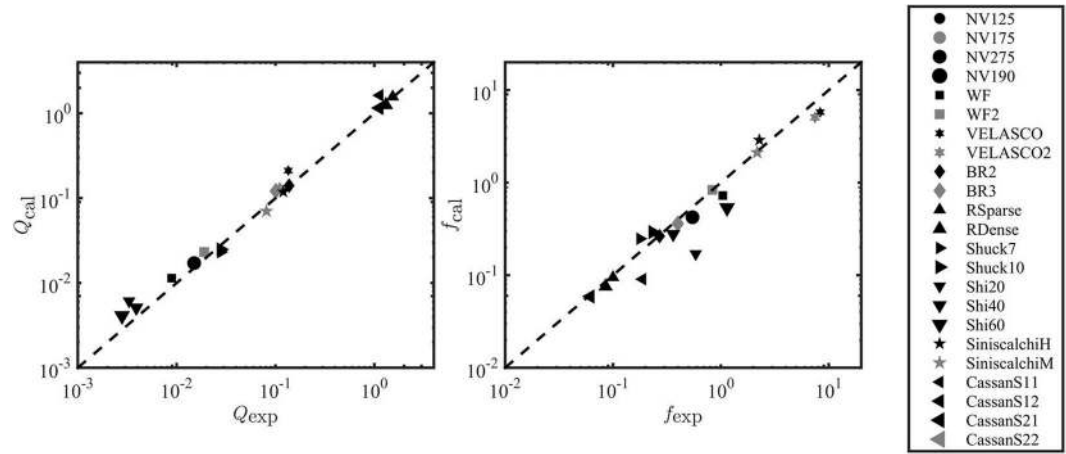 10^0
10^-1
10^-2
10^-3
Q_cal
10^-3
10^-2
10^-1
10^0
Q_exp
10^1
10^0
10^-1
10^-2
f_cal
10^-2
10^-1
10^0
10^1
f_exp
NV125
NV175
NV275
NV190
WF
WF2
VELASCO
VELASCO2
BR2
BR3
RSparse
RDense
Shuck7
Shuck10
Shi20
Shi40
Shi60
SiniscalchiH
SiniscalchiM
CassanS11
CassanS12
CassanS21
CassanS22